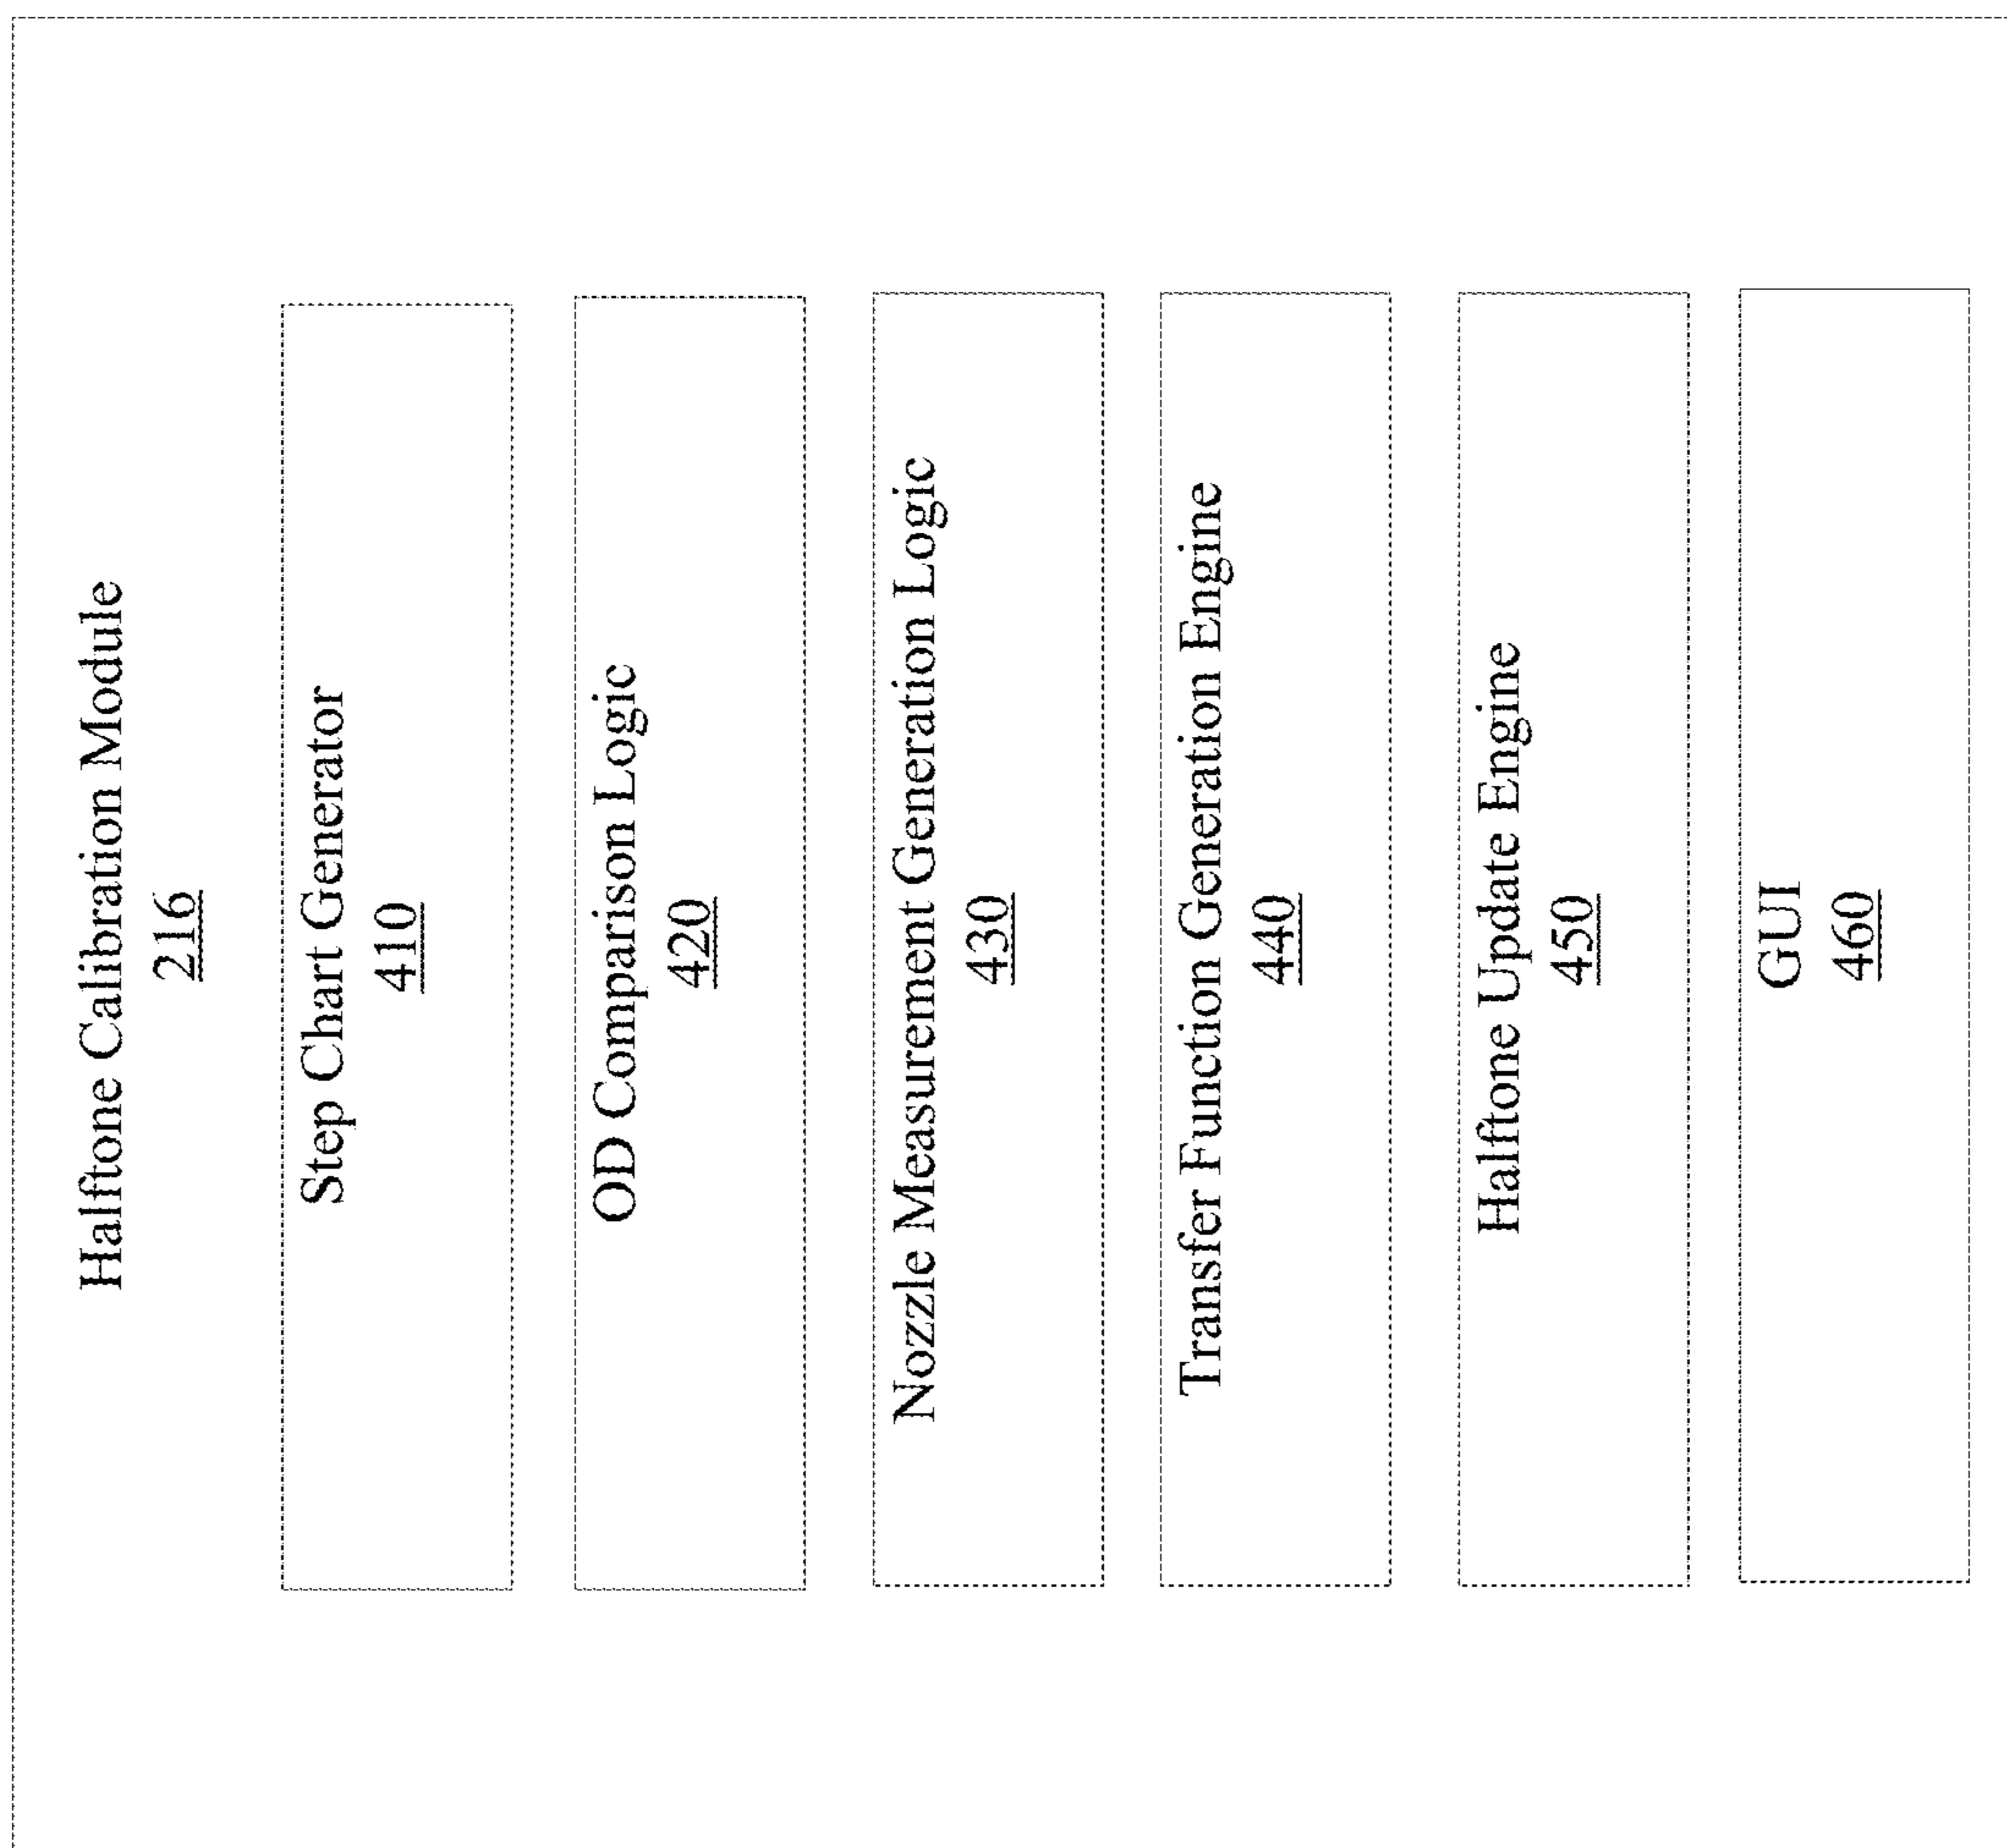 Halftone Calibration Module
216
Step Chart Generator
410
OD Comparison Logic
420
Nozzle Measurement Generation Logic
430
Transfer Function Generation Engine
440
Halftone Update Engine
450
GUI
460